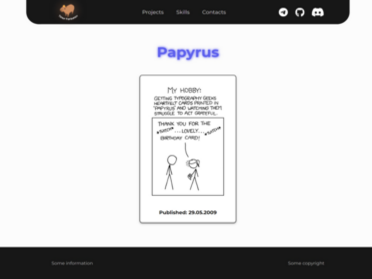 Projects Skills Contacts
Papyrus
MY HOBBY:
GETTING TYPOGRAPHY GEEKS
HEARTFELT CARDS PRINTED IN
PAPYRUS AND WATCHING THEM
STRUGGLE TO ACT GRATEFUL.
THANK YOU FOR THE
*TWITCH* ...LOVELY... *TWITCH*
BIRTHDAY CARD!
Published: 29.05.2009
Some information Some copyright